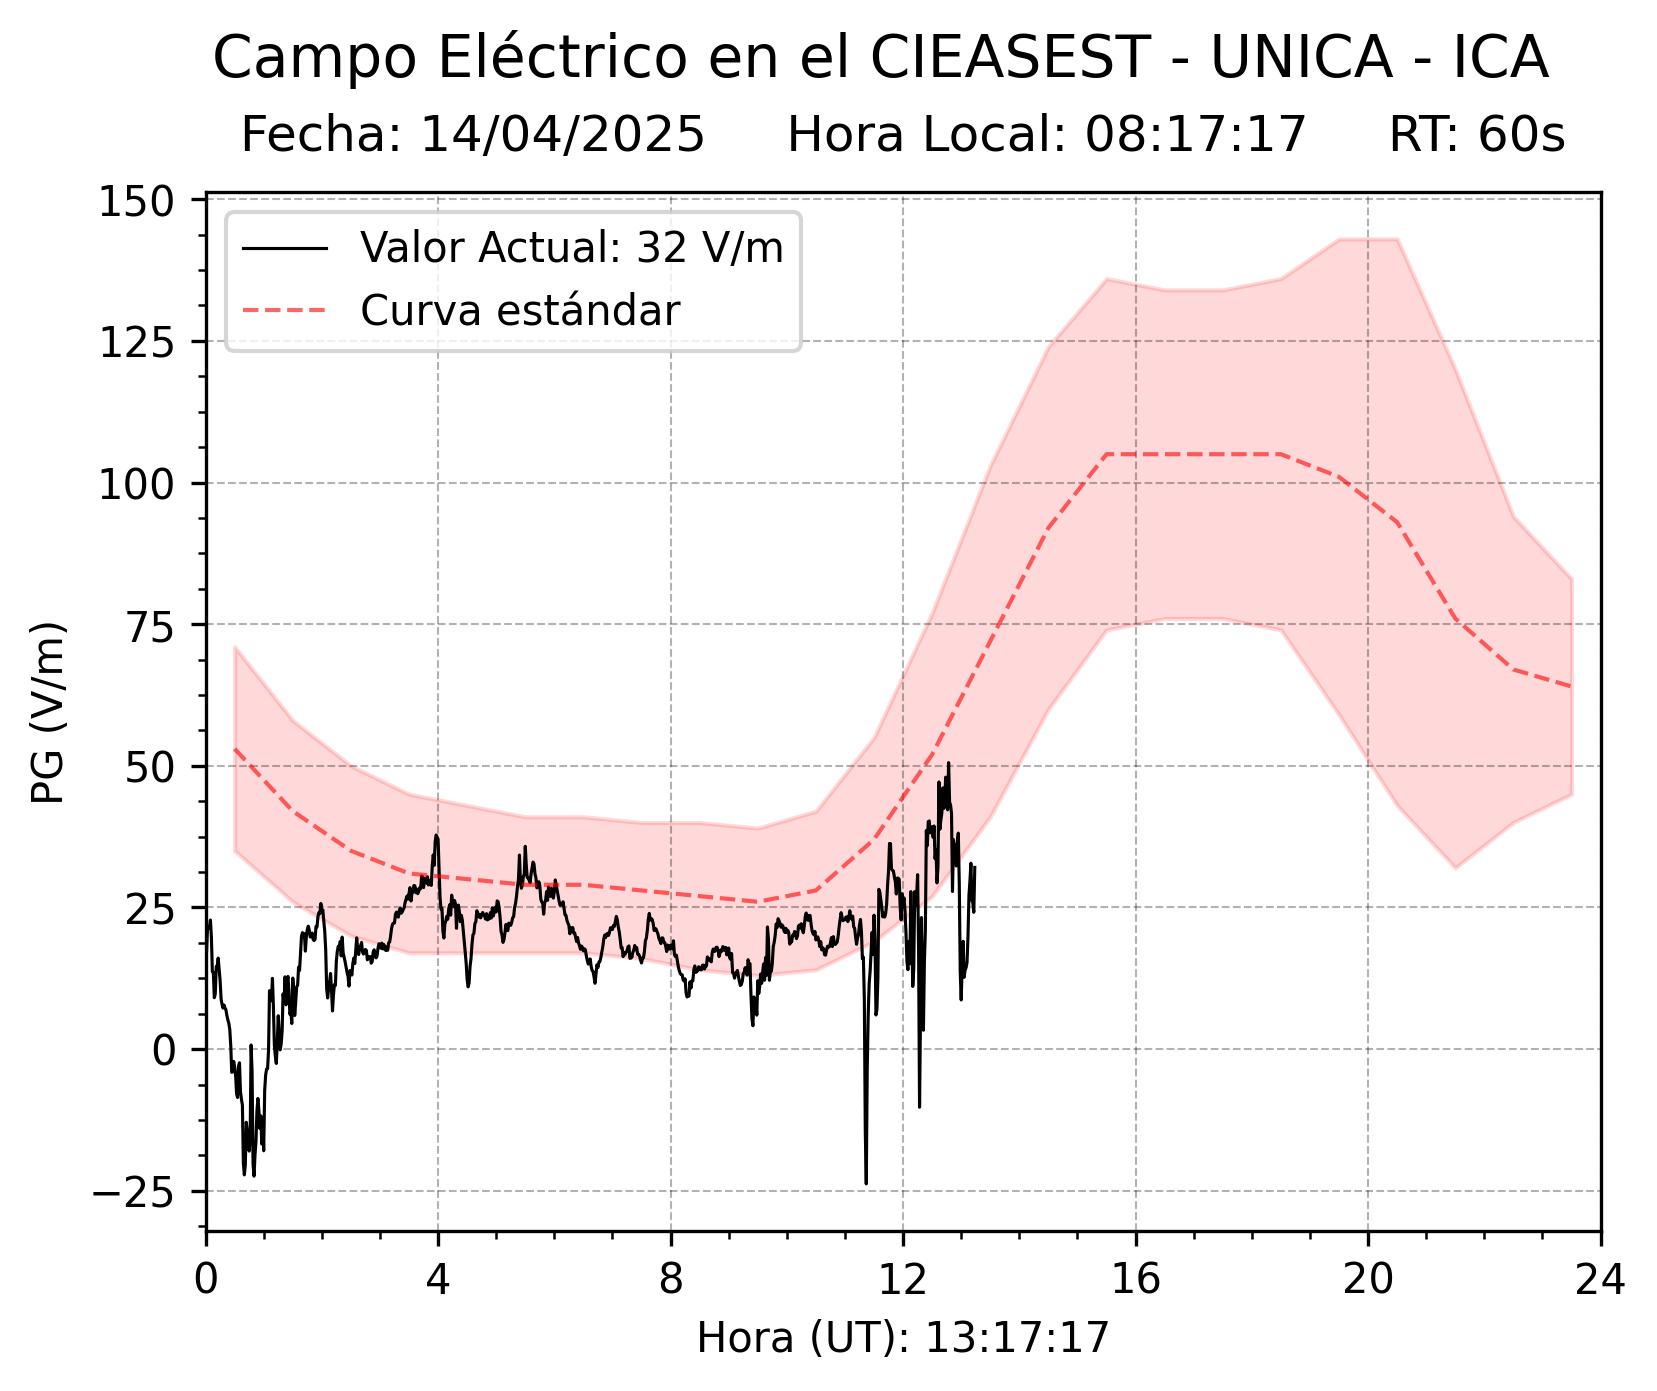 Campo Eléctrico en el CIEASEST - UNICA - ICA
Fecha: 14/04/2025 Hora Local: 08:17:17 RT: 60s
Valor Actual: 32 V/m
Curva estándar
PG (V/m)
150
125
100
75
50
25
0
−25
0 4 8 12 16 20 24
Hora (UT): 13:17:17